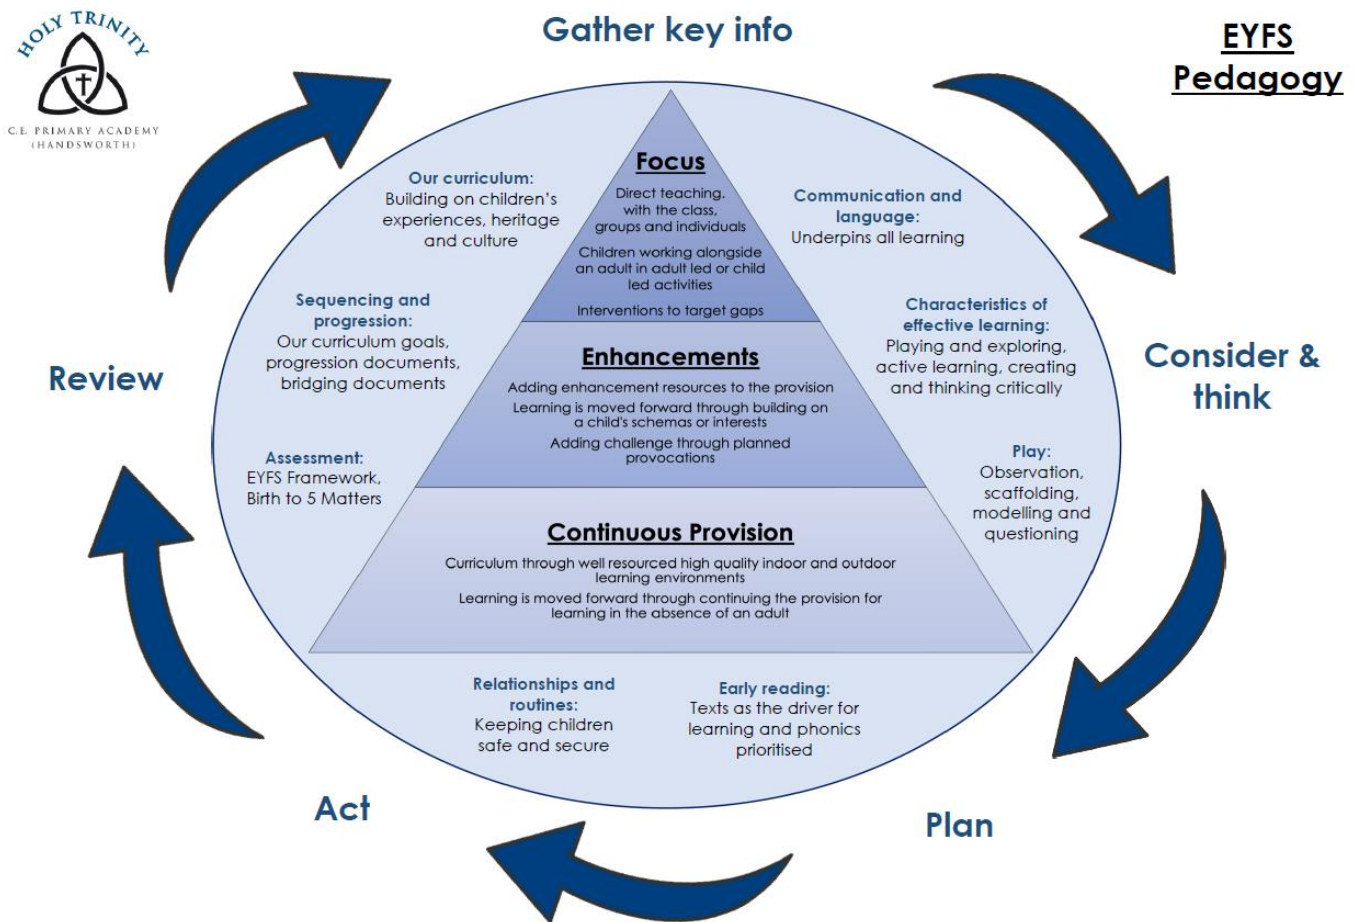 HOLY TRINITY
C.E. PRIMARY ACADEMY
(HANDSWORTH)
Gather key info
EYFS
Pedagogy
Focus
Direct teaching.
with the class,
groups and individuals
Children working alongside
an adult in adult led or child
led activities
Interventions to target gaps
Enhancements
Adding enhancement resources to the provision
Learning is moved forward through building on
a child's schemas or interests
Adding challenge through planned
provocations
Continuous Provision
Curriculum through well resourced high quality indoor and outdoor
learning environments
Learning is moved forward through continuing the provision for
learning in the absence of an adult
Our curriculum:
Building on children’s
experiences, heritage
and culture
Sequencing and
progression:
Our curriculum goals,
progression documents,
bridging documents
Assessment:
EYFS Framework,
Birth to 5 Matters
Communication and
language:
Underpins all learning
Characteristics of
effective learning:
Playing and exploring,
active learning, creating
and thinking critically
Play:
Observation,
scaffolding,
modelling and
questioning
Relationships and
routines:
Keeping children
safe and secure
Early reading:
Texts as the driver for
learning and phonics
prioritised
Consider &
think
Plan
Act
Review